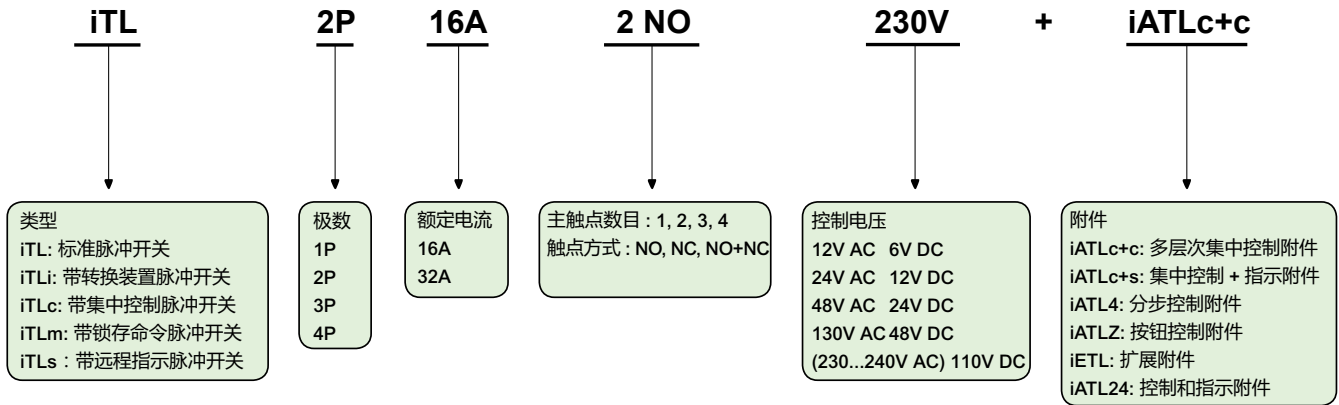 iTL 2P 16A 2 NO 230V + iATLc+c
类型
iTL: 标准脉冲开关
iTLi: 带转换装置脉冲开关
iTLc: 带集中控制脉冲开关
iTLm: 带锁存命令脉冲开关
iTLs : 带远程指示脉冲开关
极数
1P
2P
3P
4P
额定电流
16A
32A
主触点数目 : 1, 2, 3, 4
触点方式 : NO, NC, NO+NC
控制电压
12V AC 6V DC
24V AC 12V DC
48V AC 24V DC
130V AC 48V DC
(230...240V AC) 110V DC
附件
iATLc+c: 多层次集中控制附件
iATLc+s: 集中控制 + 指示附件
iATL4: 分步控制附件
iATLZ: 按钮控制附件
iETL: 扩展附件
iATL24: 控制和指示附件